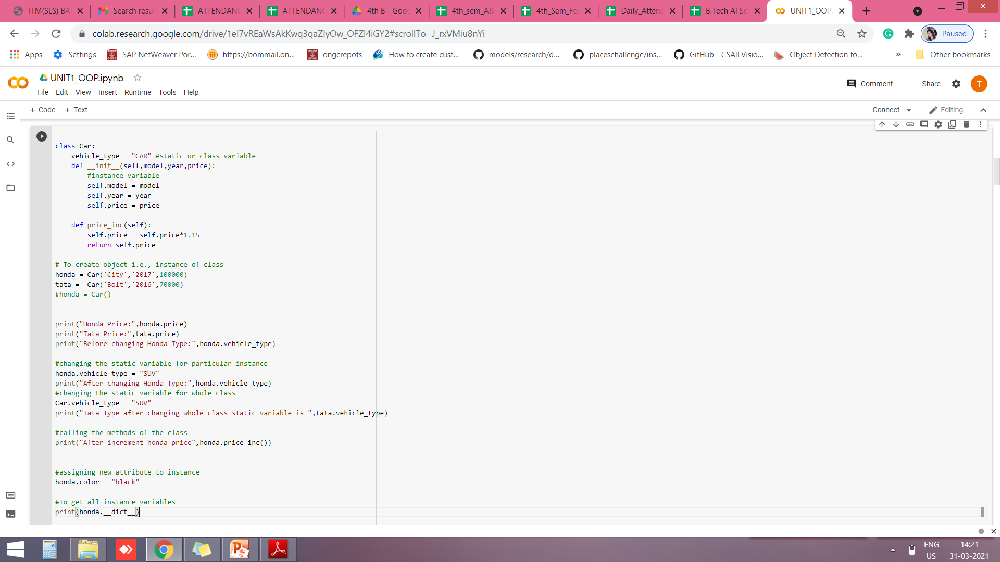 ITM(SLS) BA
Search resul
ATTENDANC
ATTENDANC
4th B - Goog
4th_sem_A&
4th_Sem_Fee
Daily_Attend
B.Tech AI Se
UNIT1_OOP.
colab.research.google.com/drive/1eI7vREaWsAkKwq3qaZIyOw_OFZI4iGY2#scrollTo=J_rxVMiu8nYi
Paused
Apps
Settings
SAP NetWeaver Por...
https://bommail.on...
ongcrepots
How to create cust...
models/research/d...
placeschallenge/ins...
GitHub - CSAILVisio...
Object Detection fo...
»
Other bookmarks
UNIT1_OOP.ipynb
Comment
Share
T
File Edit View Insert Runtime Tools Help
+ Code + Text
Connect
Editing
class Car:
vehicle_type = "CAR" #static or class variable
def __init__(self,model,year,price):
#instance variable
self.model = model
self.year = year
self.price = price
def price_inc(self):
self.price = self.price*1.15
return self.price
# To create object i.e., instance of class
honda = Car('City','2017',100000)
tata =  Car('Bolt','2016',70000)
#honda = Car()
print("Honda Price:",honda.price)
print("Tata Price:",tata.price)
print("Before changing Honda Type:",honda.vehicle_type)
#changing the static variable for particular instance
honda.vehicle_type = "SUV"
print("After changing Honda Type:",honda.vehicle_type)
#changing the static variable for whole class
Car.vehicle_type = "SUV"
print("Tata Type after changing whole class static variable is ",tata.vehicle_type)
#calling the methods of the class
print("After increment honda price",honda.price_inc())
#assigning new attribute to instance
honda.color = "black"
#To get all instance variables
print(honda.__dict__)
ENG
US
14:21
31-03-2021